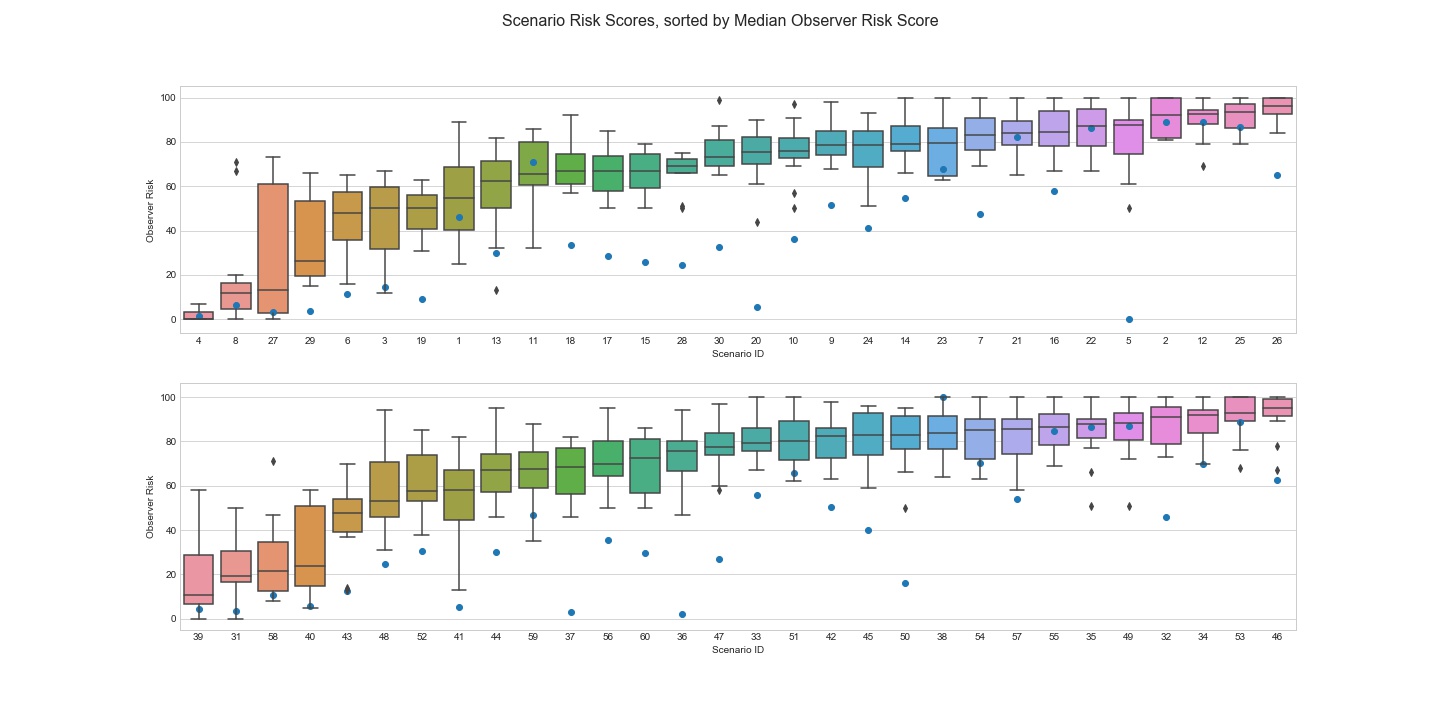 Scenario Risk Scores, sorted by Median Observer Risk Score
100
80
60
40
20
0
Observer Risk
4 8 27 29 6 3 19 1 13 11 18 17 15 28 30 20 10 9 24 14 23 7 21 16 22 5 2 12 25 26
Scenario ID
100
80
60
40
20
0
Observer Risk
39 31 58 40 43 48 52 41 44 59 37 56 60 36 47 33 51 42 45 50 38 54 57 55 35 49 32 34 53 46
Scenario ID